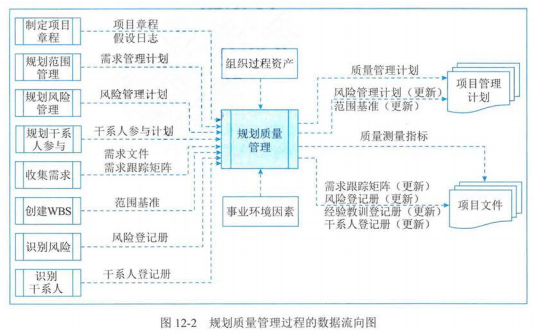 制定项目
章程
项目章程
假设日志
规划范围
管理
需求管理计划
规划风险
管理
风险管理计划
规划干系
人参与
干系人参与计划
收集需求
需求文件
需求跟踪矩阵
创建WBS
范围基准
识别风险
风险登记册
识别
干系人
干系人登记册
组织过程资产
规划质量
管理
事业环境因素
质量管理计划
风险管理计划（更新）
范围基准（更新）
项目管理
计划
质量测量指标
需求跟踪矩阵（更新）
风险登记册（更新）
经验教训登记册（更新）
干系人登记册（更新）
项目文件
图 12-2 规划质量管理过程的数据流向图